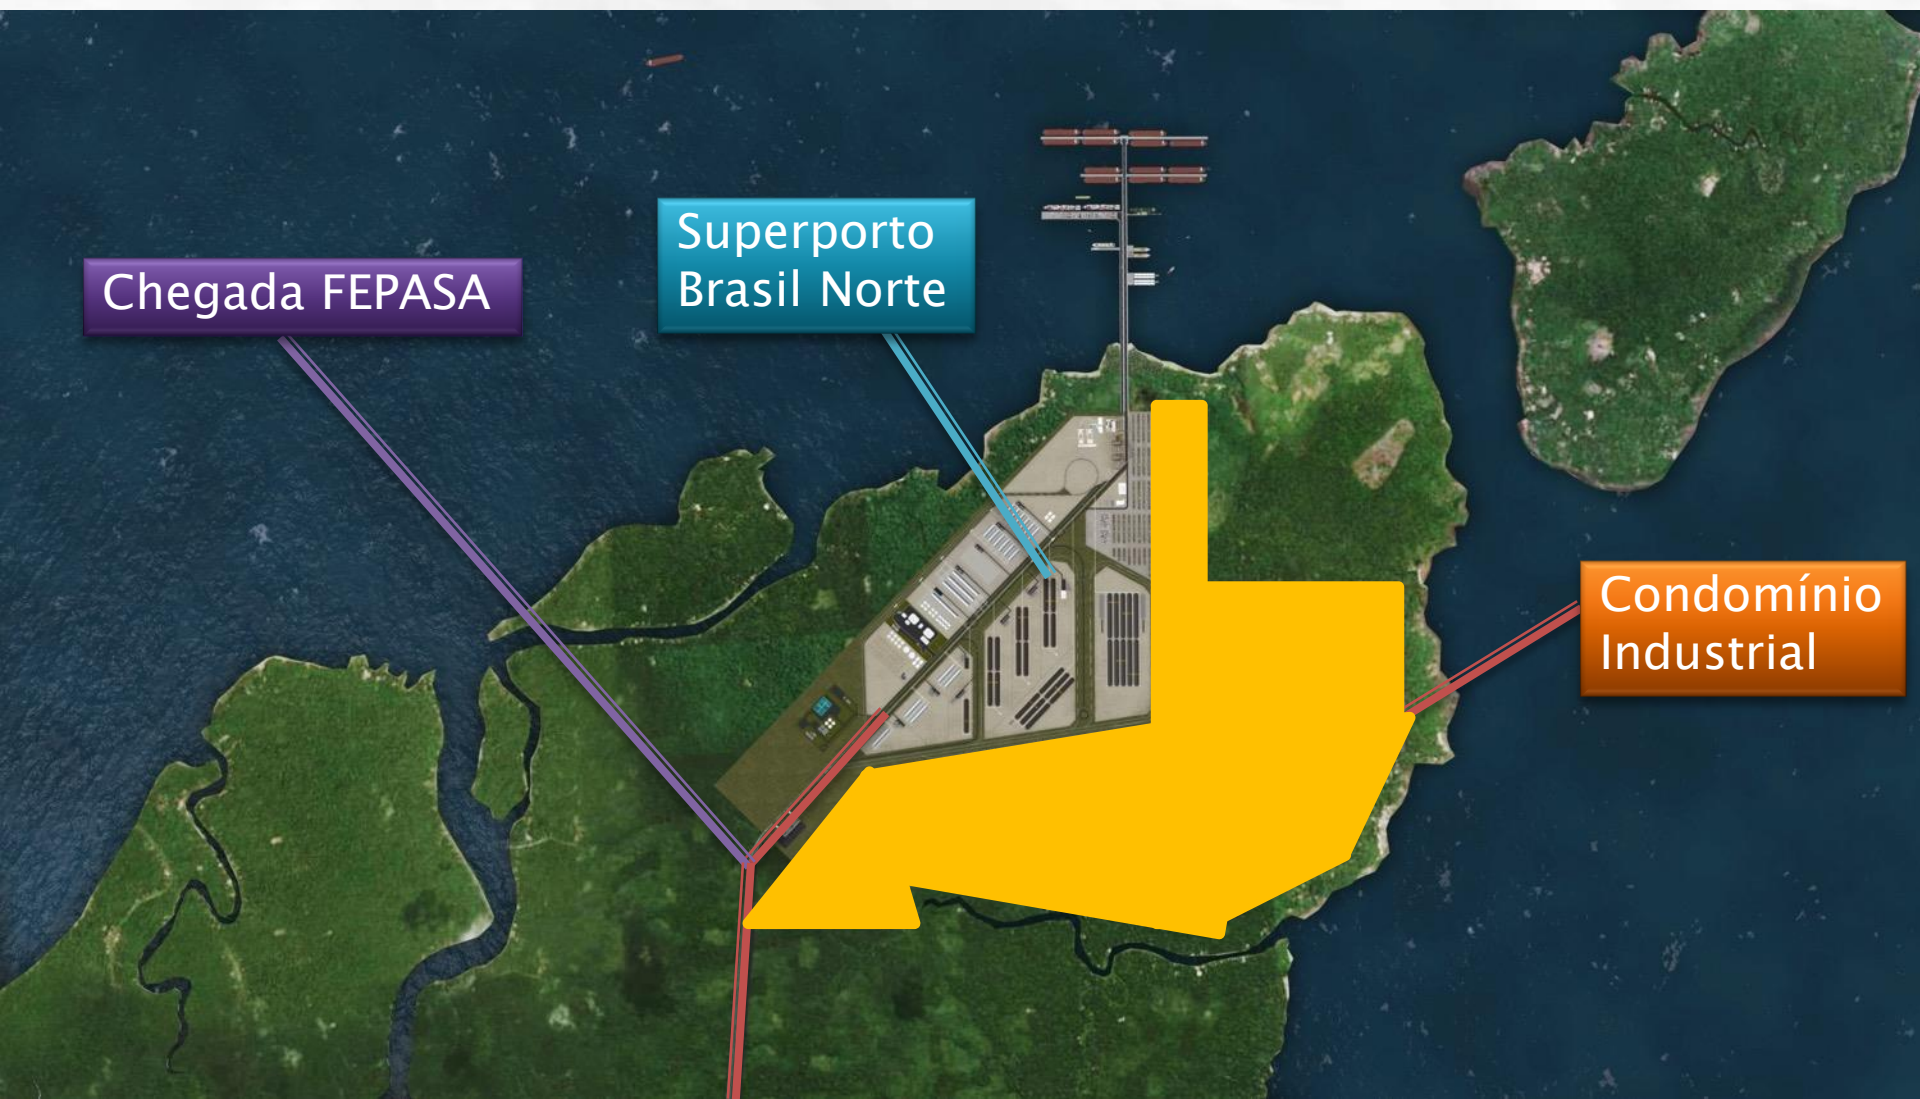 Chegada FEPASA
Superporto
Brasil Norte
Condomínio
Industrial